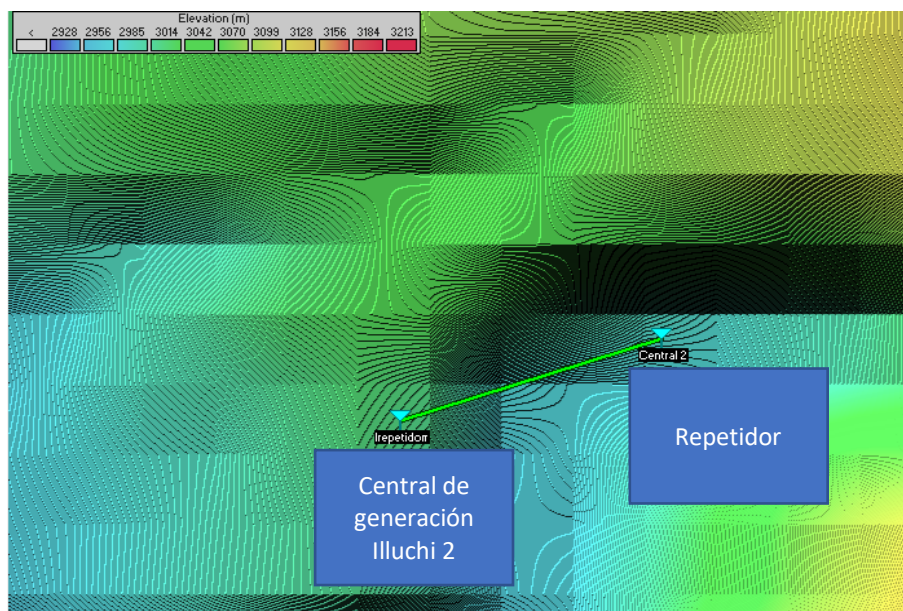 Elevation (m)
< 2928 2956 2985 3014 3042 3070 3099 3128 3156 3184 3213
Central 2
Irepetidorr
Repetidor
Central de
generación
Illuchi 2